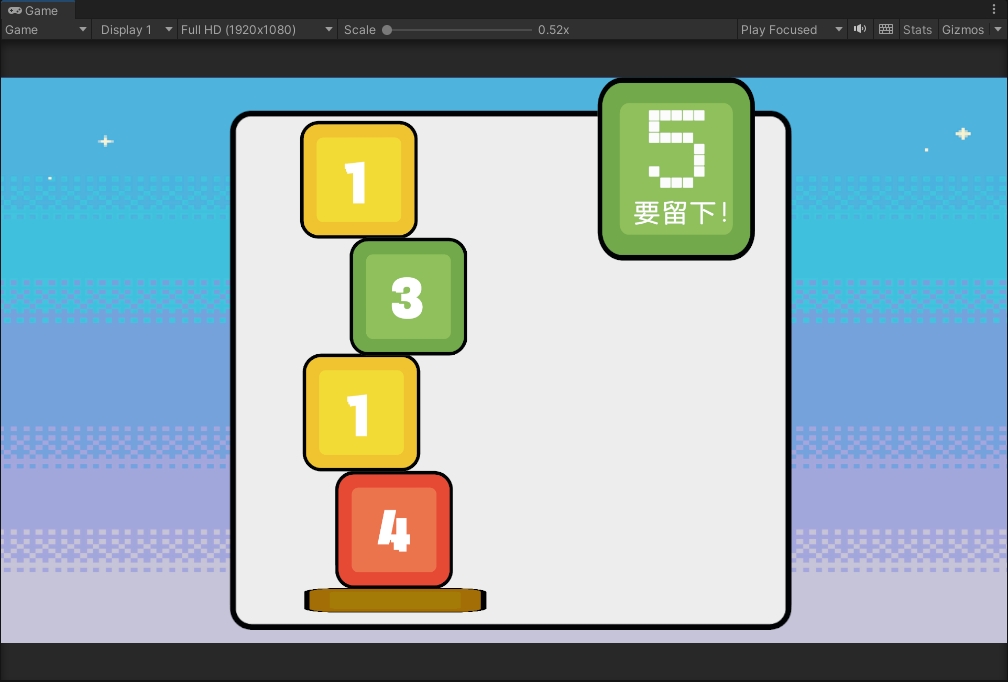 Game
Game Display 1 Full HD (1920x1080) Scale 0.52x Play Focused Stats Gizmos
5
要留下!
1
3
1
4